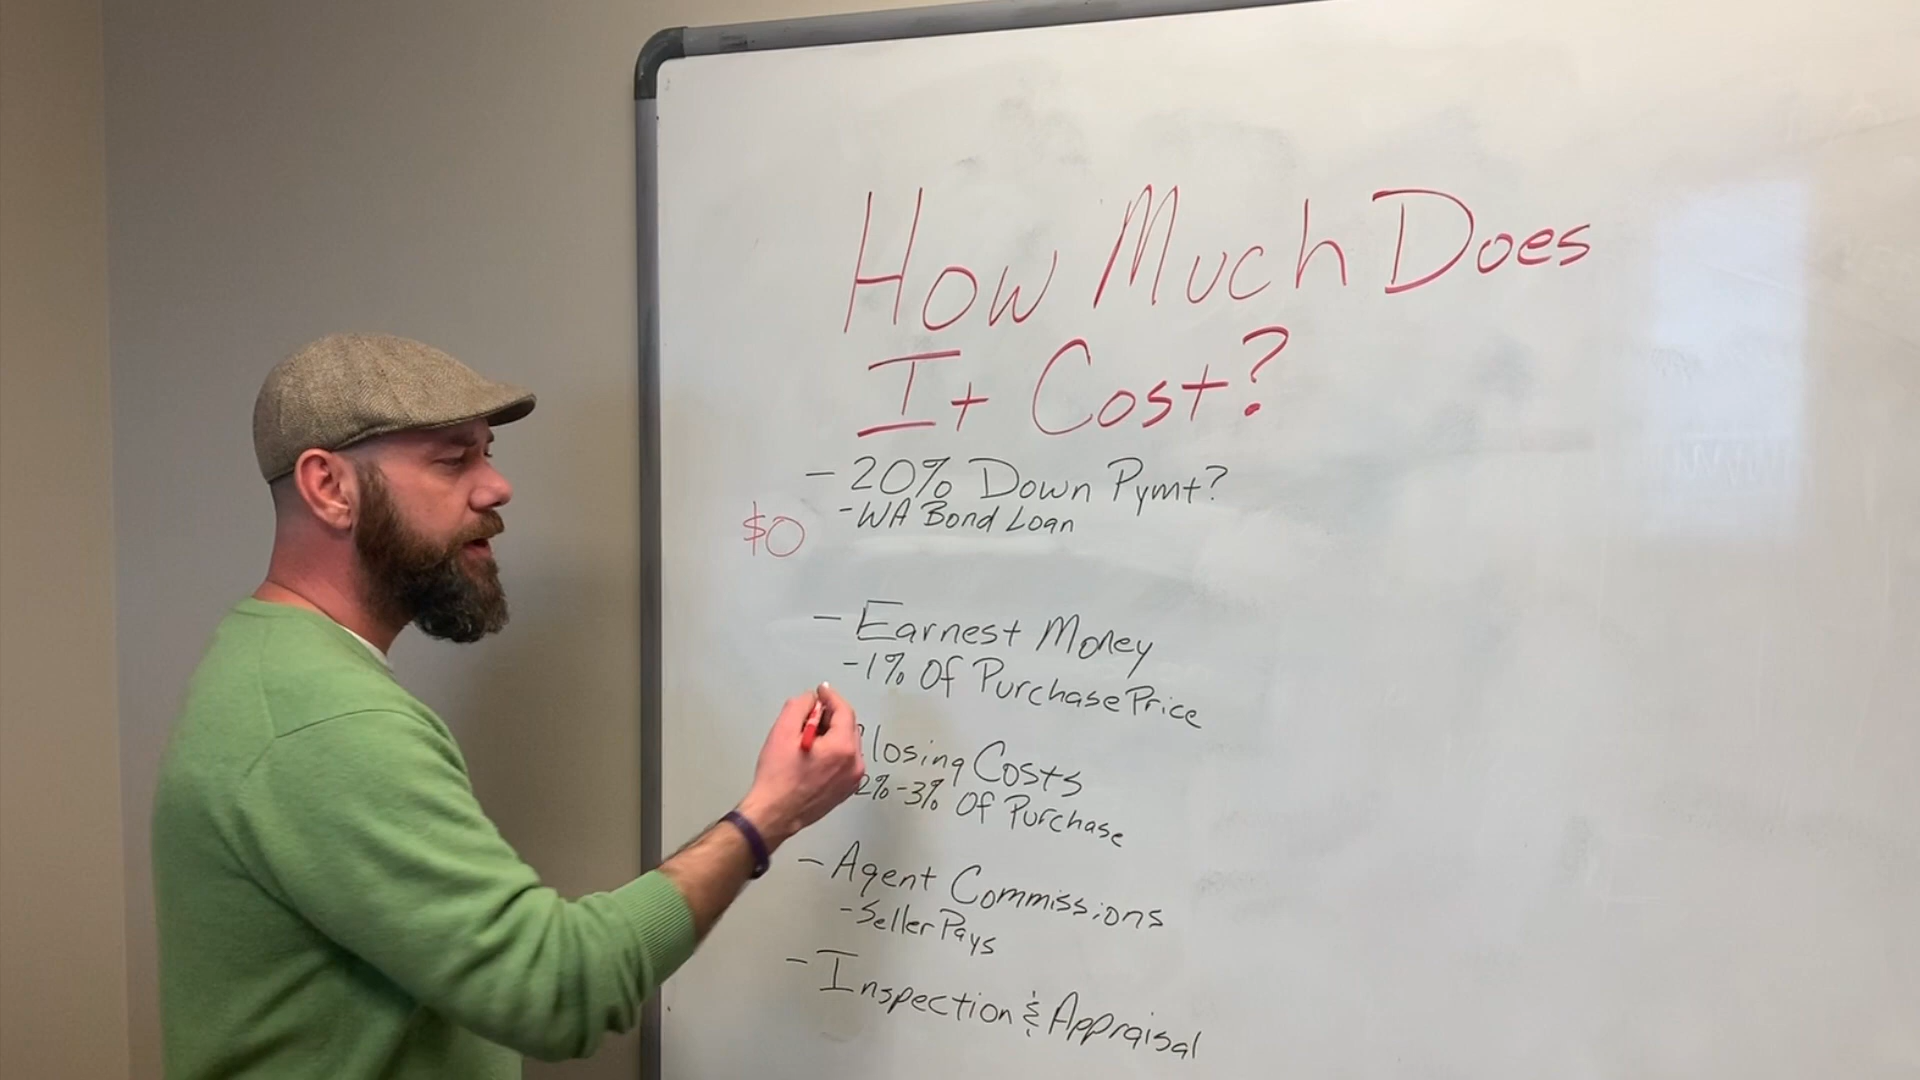 How Much Does
It Cost?
- 20% Down Pymt?
- WA Bond Loan
$0
- Earnest Money
- 1% Of Purchase Price
Closing Costs
2%-3% Of Purchase
- Agent Commissions
- Seller Pays
- Inspection & Appraisal